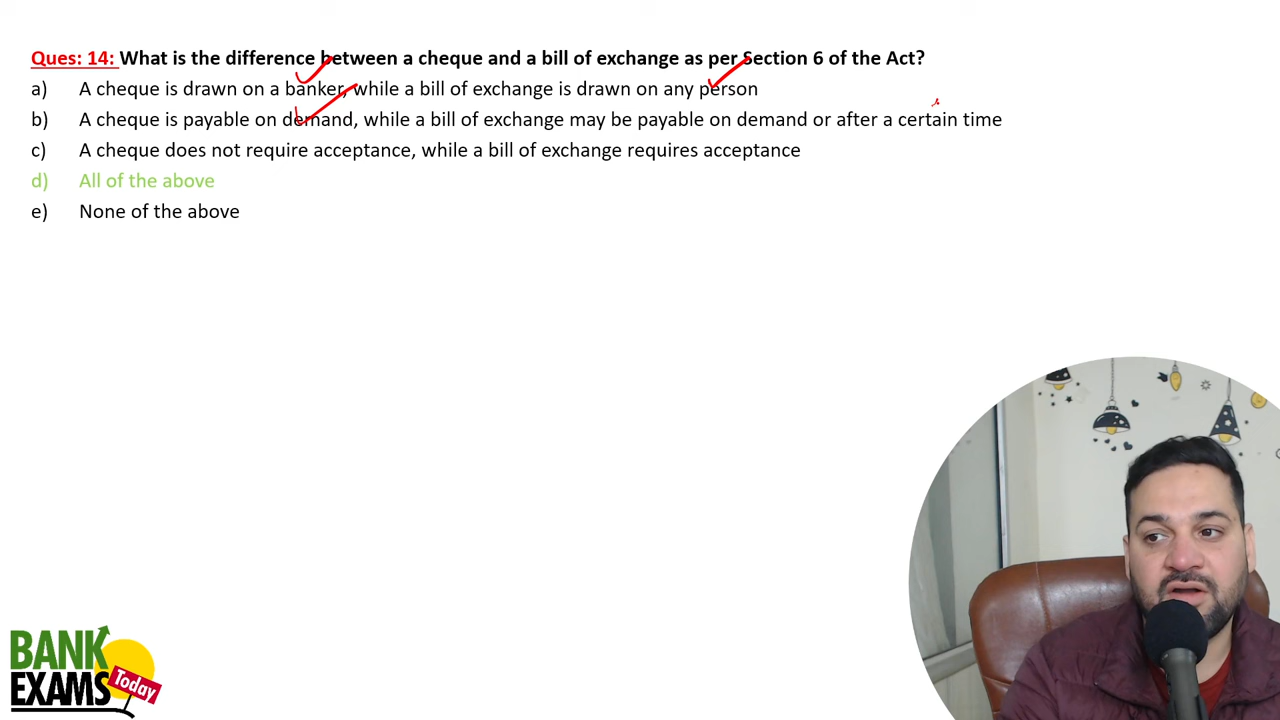 Ques: 14: What is the difference between a cheque and a bill of exchange as per Section 6 of the Act?
a) A cheque is drawn on a banker, while a bill of exchange is drawn on any person
b) A cheque is payable on demand, while a bill of exchange may be payable on demand or after a certain time
c) A cheque does not require acceptance, while a bill of exchange requires acceptance
d) All of the above
e) None of the above
BANK
EXAMS
Today